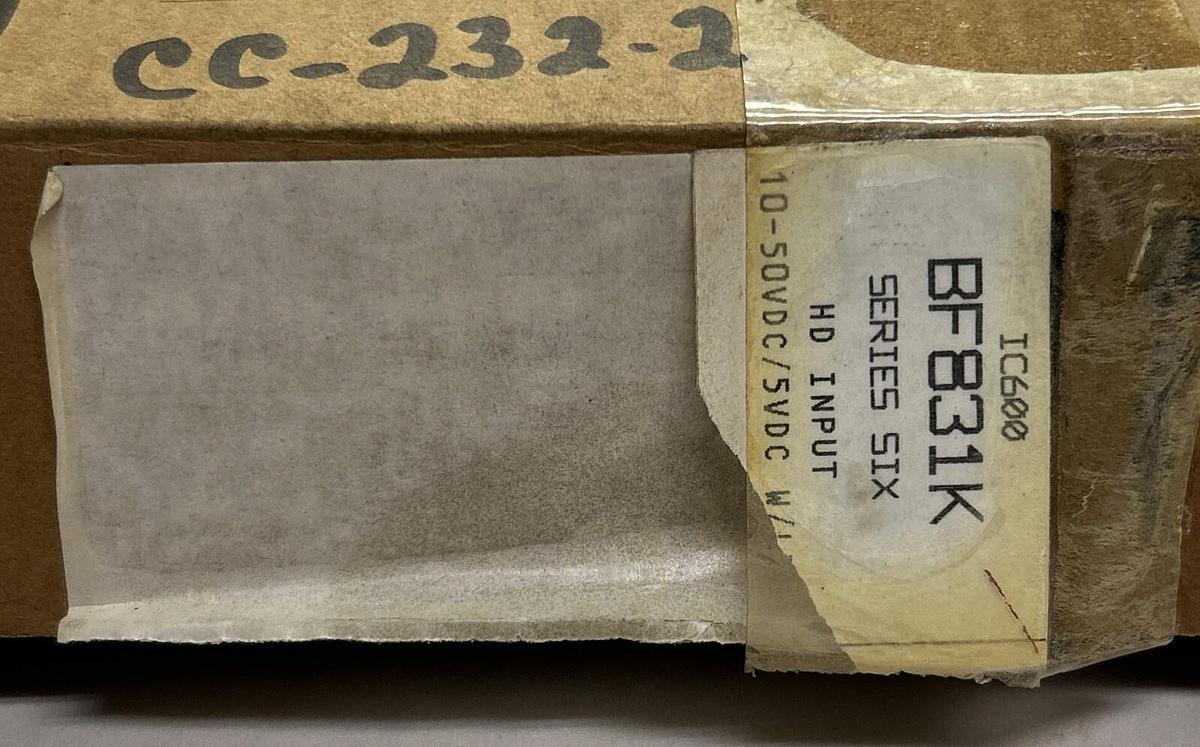 CC-232-2
IC600
BF831K
SERIES SIX
HD INPUT
10-50VDC/5VDC W/